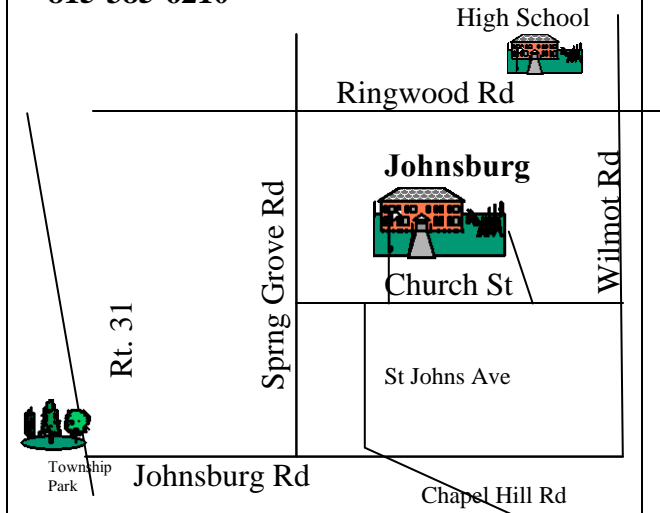 High School
Ringwood Rd
Johnsburg
Wilmot Rd
Sprng Grove Rd
Church St
Rt. 31
St Johns Ave
Township
Park
Johnsburg Rd
Chapel Hill Rd